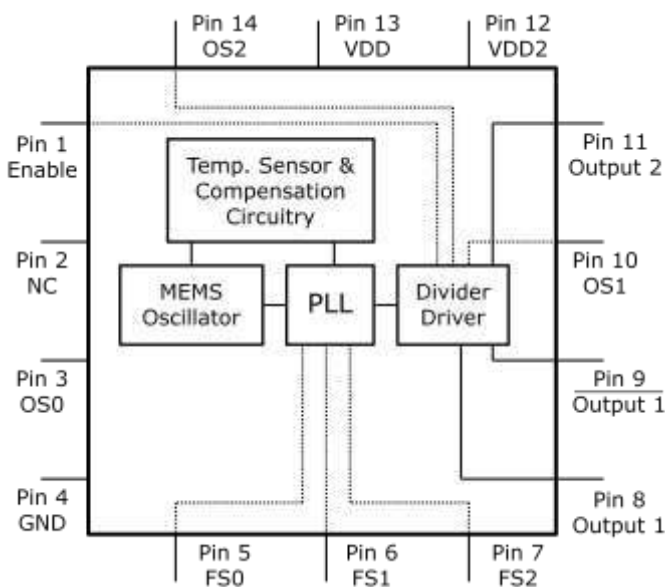 Pin 14
OS2
Pin 13
VDD
Pin 12
VDD2
Pin 1
Enable
Temp. Sensor &
Compensation
Circuitry
Pin 11
Output 2
Pin 2
NC
MEMS
Oscillator
PLL
Divider
Driver
Pin 10
OS1
Pin 3
OS0
Pin 9
Output 1
Pin 4
GND
Pin 8
Output 1
Pin 5
FS0
Pin 6
FS1
Pin 7
FS2